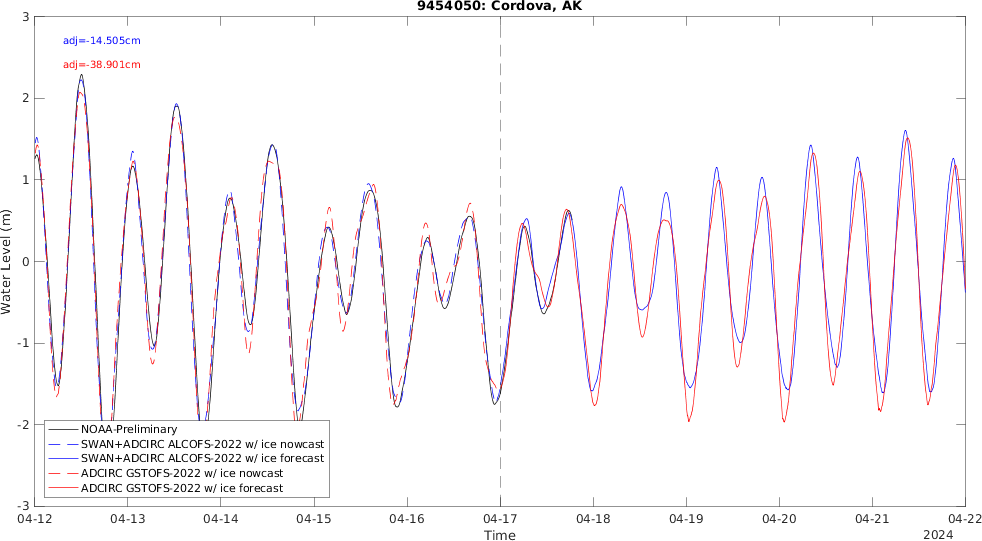 9454050: Cordova, AK
adj=-14.505cm
adj=-38.901cm
Water Level (m)
3
2
1
0
-1
-2
-3
NOAA-Preliminary
SWAN+ADCIRC ALCOFS-2022 w/ ice nowcast
SWAN+ADCIRC ALCOFS-2022 w/ ice forecast
ADCIRC GSTOFS-2022 w/ ice nowcast
ADCIRC GSTOFS-2022 w/ ice forecast
04-12 04-13 04-14 04-15 04-16 04-17 04-18 04-19 04-20 04-21 04-22
Time
2024